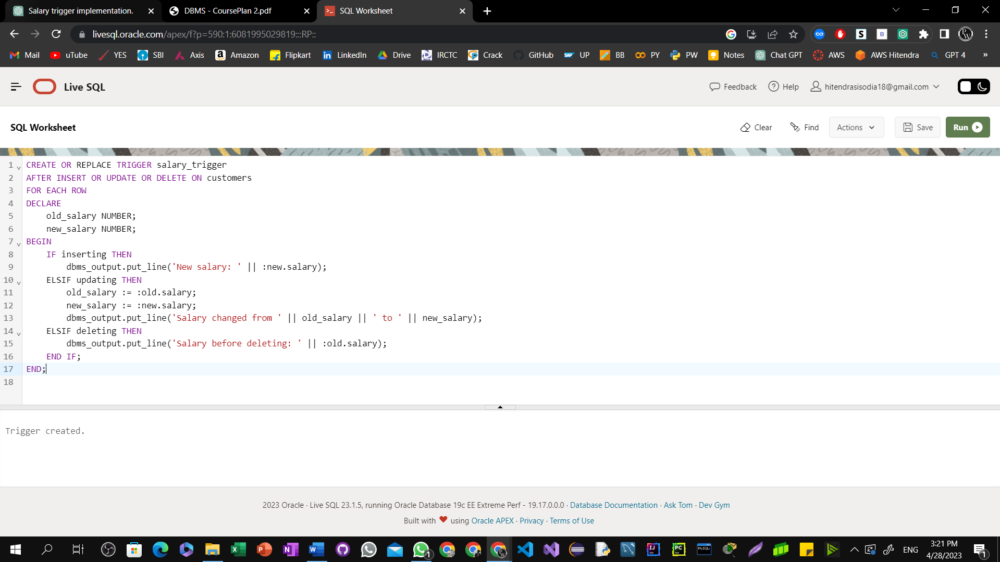 Salary trigger implementation.
DBMS - CoursePlan 2.pdf
SQL Worksheet
livesql.oracle.com/apex/f?p=590:1:6081995029819:::RP::
Mail uTube YES SBI Axis Amazon Flipkart LinkedIn Drive IRCTC Crack GitHub UP BB PY PW Notes Chat GPT AWS AWS Hitendra GPT 4 »
Live SQL
Feedback Help hitendrasisodia18@gmail.com
SQL Worksheet
Clear Find Actions Save Run
1 CREATE OR REPLACE TRIGGER salary_trigger
2 AFTER INSERT OR UPDATE OR DELETE ON customers
3 FOR EACH ROW
4 DECLARE
5     old_salary NUMBER;
6     new_salary NUMBER;
7 BEGIN
8     IF inserting THEN
9         dbms_output.put_line('New salary: ' || :new.salary);
10     ELSIF updating THEN
11         old_salary := :old.salary;
12         new_salary := :new.salary;
13         dbms_output.put_line('Salary changed from ' || old_salary || ' to ' || new_salary);
14     ELSIF deleting THEN
15         dbms_output.put_line('Salary before deleting: ' || :old.salary);
16     END IF;
17 END;
18
Trigger created.
2023 Oracle · Live SQL 23.1.5, running Oracle Database 19c EE Extreme Perf - 19.17.0.0.0 · Database Documentation · Ask Tom · Dev Gym
Built with ❤ using Oracle APEX · Privacy · Terms of Use
ENG
3:21 PM
4/28/2023